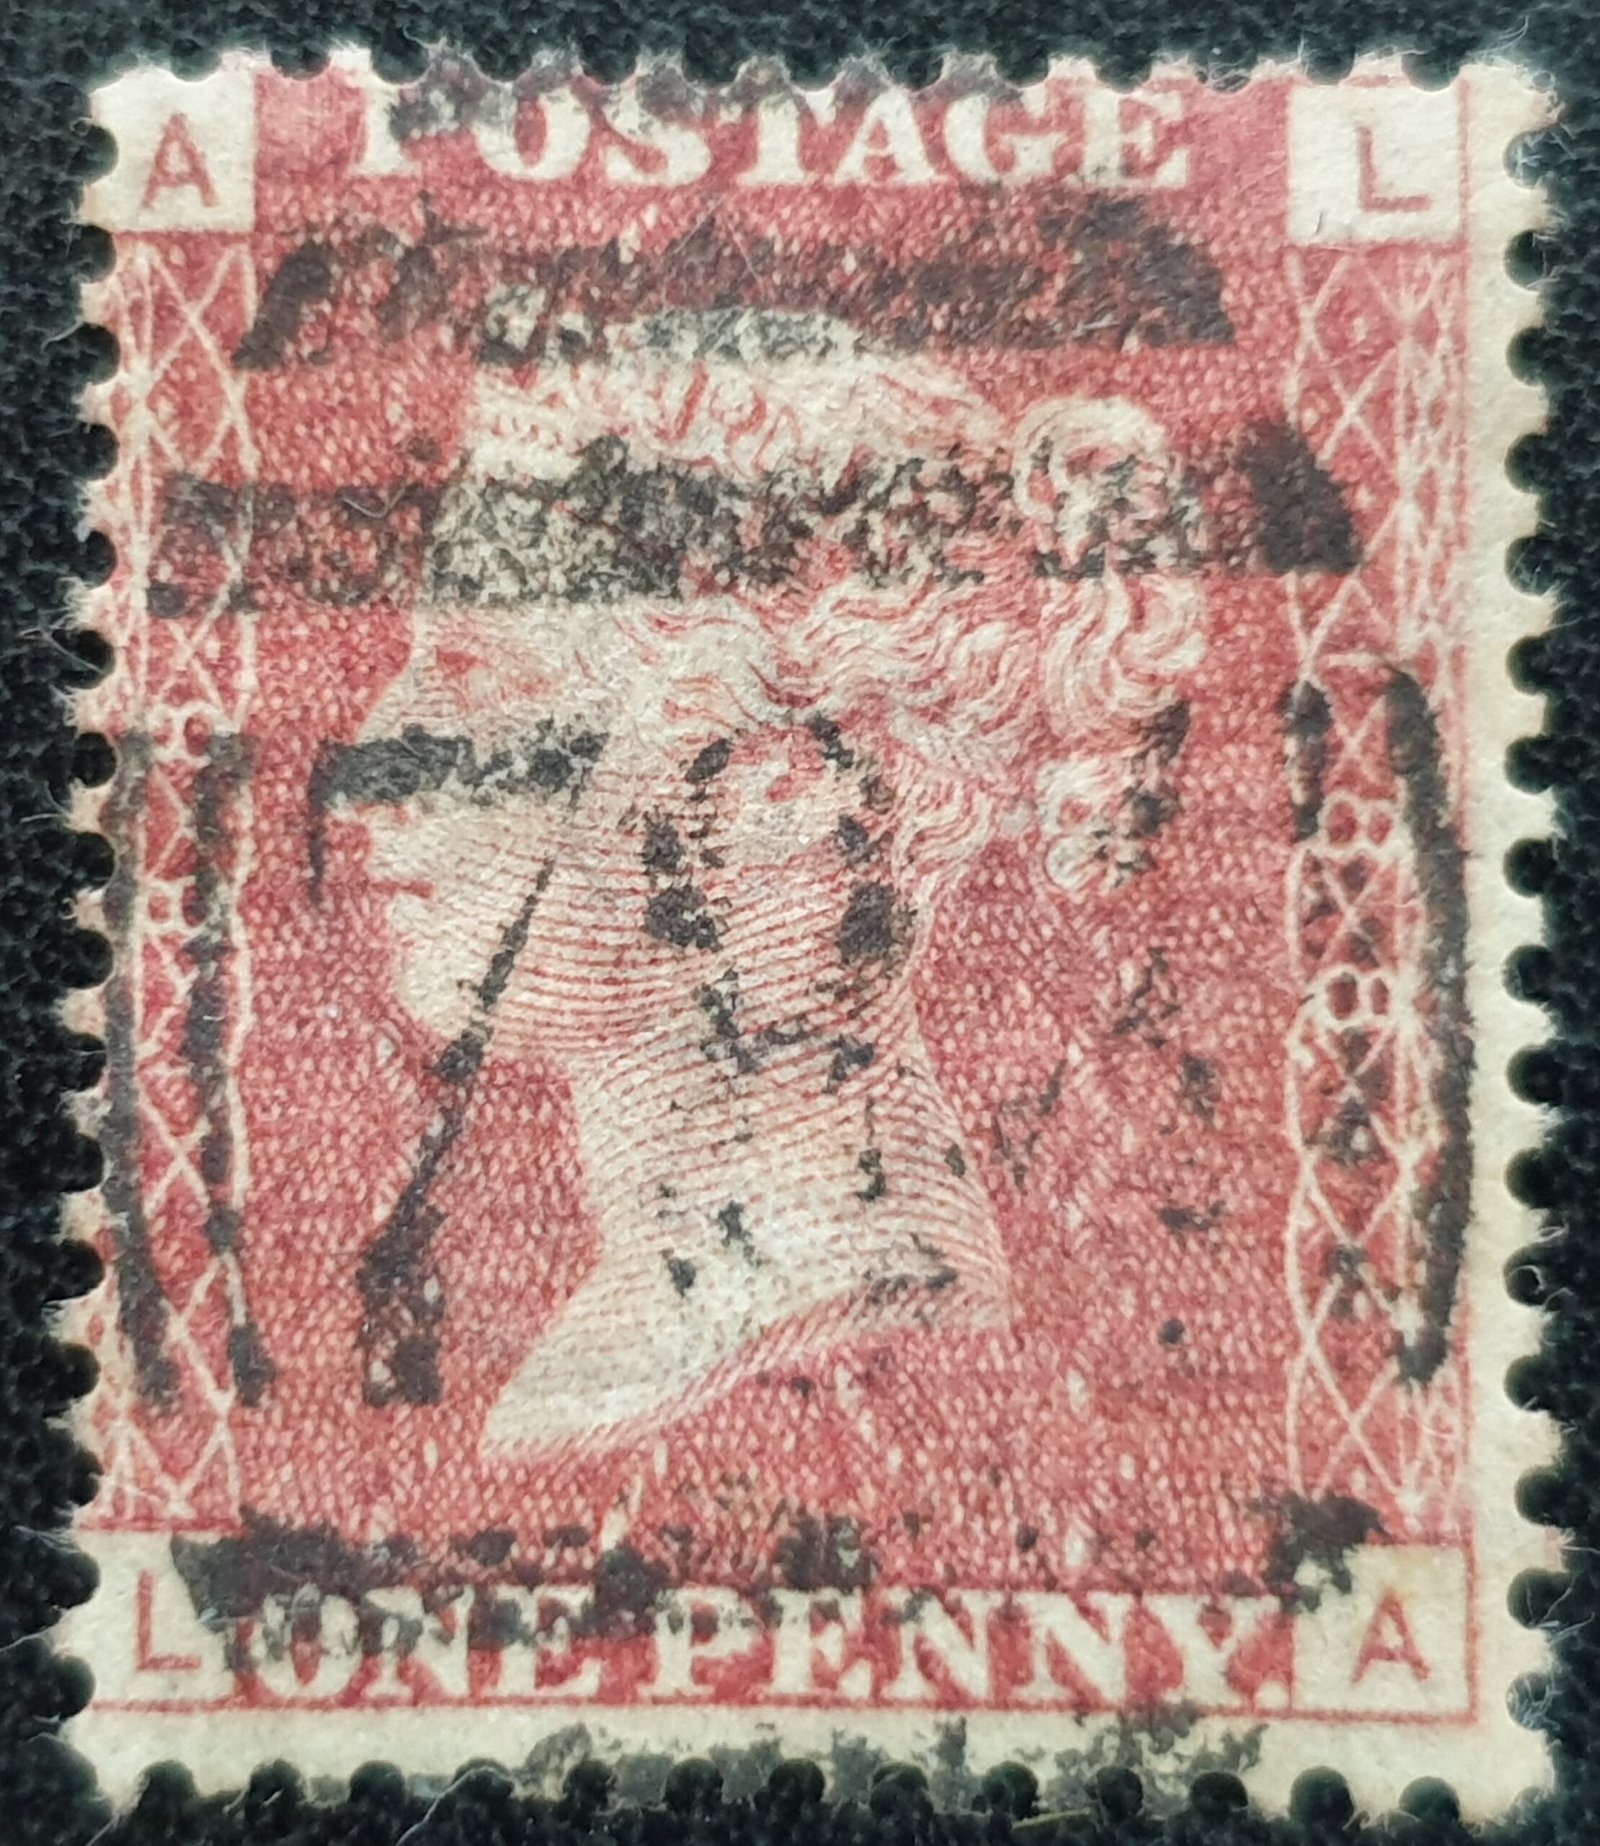 A POSTAGE L
L ONE PENNY. A